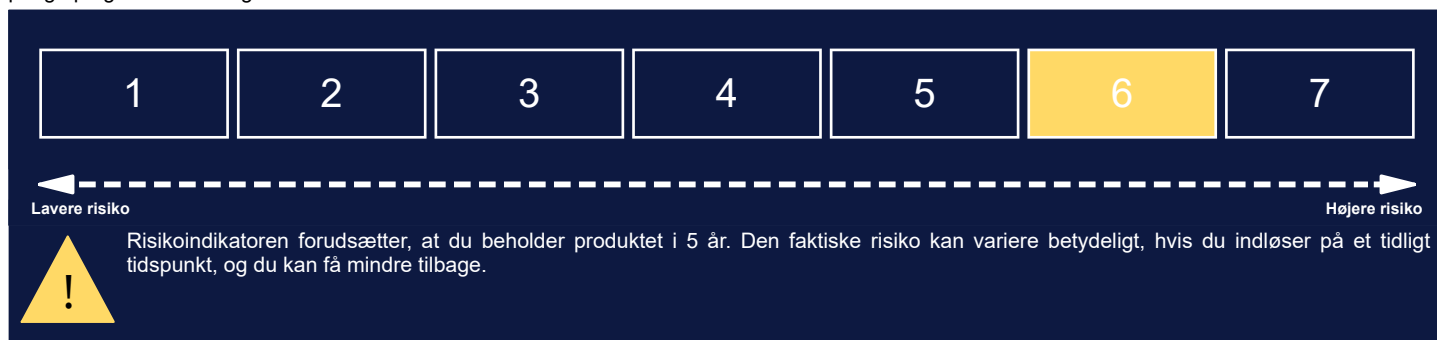 1 2 3 4 5 6 7
Lavere risiko Højere risiko
Risikoindikatoren forudsætter, at du beholder produktet i 5 år. Den faktiske risiko kan variere betydeligt, hvis du indløser på et tidligt
tidspunkt, og du kan få mindre tilbage.
!